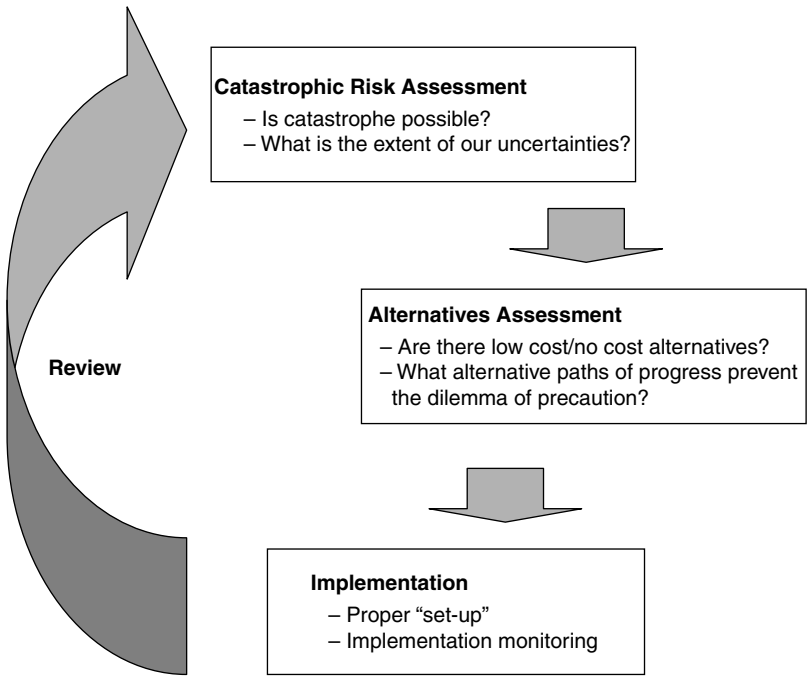 Catastrophic Risk Assessment
– Is catastrophe possible?
– What is the extent of our uncertainties?
Alternatives Assessment
– Are there low cost/no cost alternatives?
– What alternative paths of progress prevent
the dilemma of precaution?
Review
Implementation
– Proper “set-up”
– Implementation monitoring